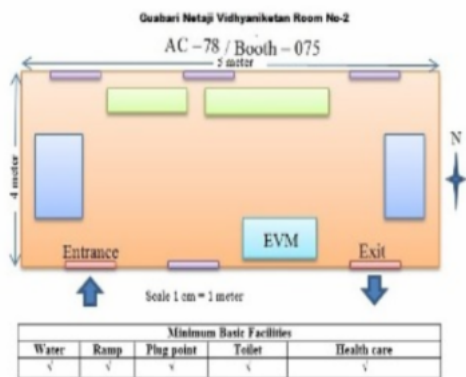 Guabari Netaji Vidhyaniketan Room No-2
AC -78 / Booth – 075
5 meter
4 meter
N
Entrance
EVM
Exit
Scale 1 cm = 1 meter
Minimum Basic Facilities
Water Ramp Plug point Toilet Health care
√ √ √ √ √